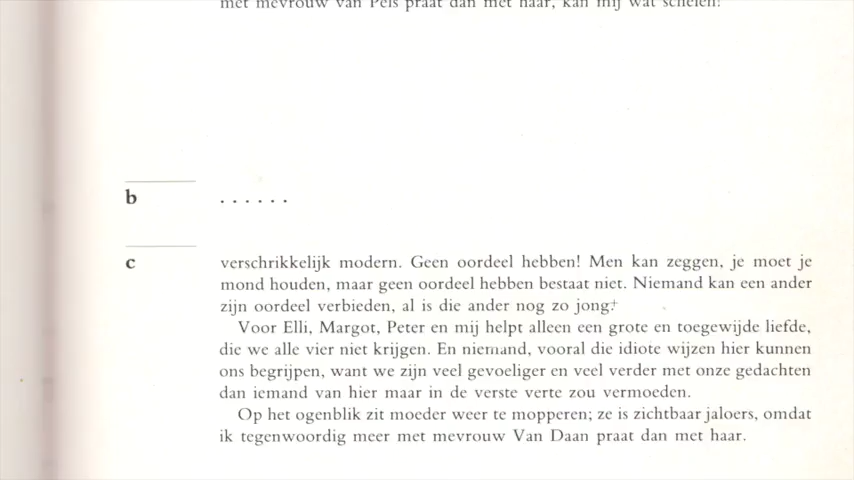 met mevrouw Van Pels praat dan met haar, kan mij wat schelen!
b
. . . . . .
c
verschrikkelijk modern. Geen oordeel hebben! Men kan zeggen, je moet je
mond houden, maar geen oordeel hebben bestaat niet. Niemand kan een ander
zijn oordeel verbieden, al is die ander nog zo jong!
Voor Elli, Margot, Peter en mij helpt alleen een grote en toegewijde liefde,
die we alle vier niet krijgen. En niemand, vooral die idiote wijzen hier kunnen
ons begrijpen, want we zijn veel gevoeliger en veel verder met onze gedachten
dan iemand van hier maar in de verste verte zou vermoeden.
Op het ogenblik zit moeder weer te mopperen; ze is zichtbaar jaloers, omdat
ik tegenwoordig meer met mevrouw Van Daan praat dan met haar.